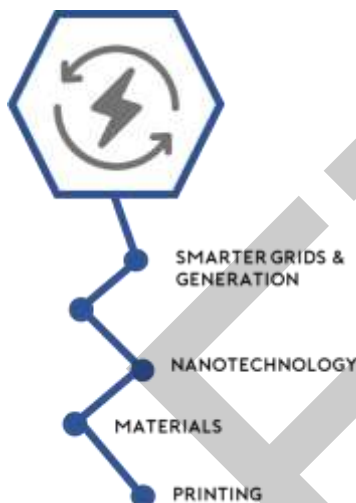 SMARTER GRIDS &
GENERATION
NANOTECHNOLOGY
MATERIALS
PRINTING